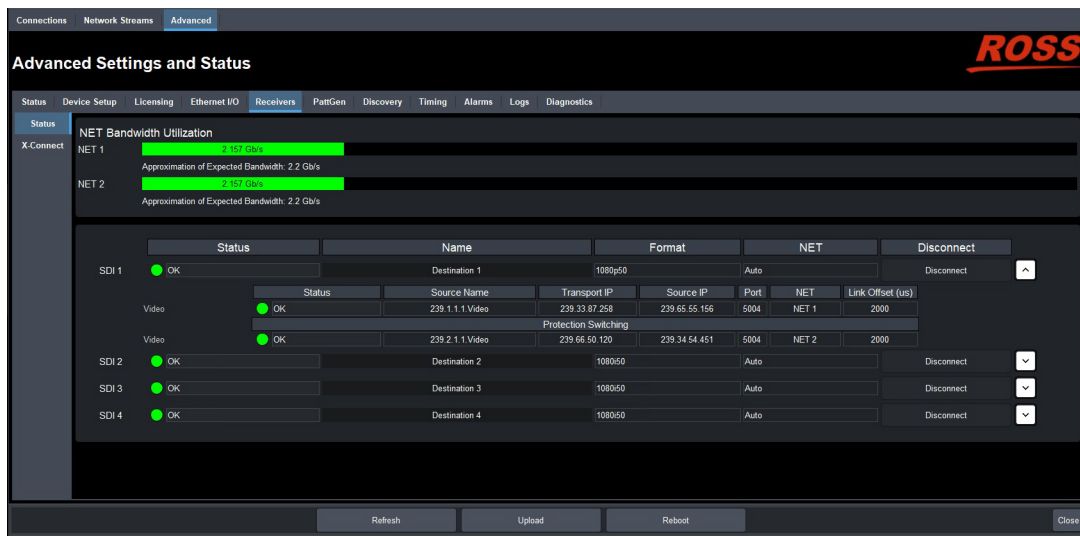 Connections Network Streams Advanced
ROSS
Advanced Settings and Status
Status Device Setup Licensing Ethernet I/O Receivers PattGen Discovery Timing Alarms Logs Diagnostics
Status
X-Connect
NET Bandwidth Utilization
NET 1 2.157 Gb/s
Approximation of Expected Bandwidth: 2.2 Gb/s
NET 2 2.157 Gb/s
Approximation of Expected Bandwidth: 2.2 Gb/s
Status Name Format NET Disconnect
SDI 1 OK Destination 1 1080p50 Auto Disconnect
Status Source Name Transport IP Source IP Port NET Link Offset (us)
Video OK 239.1.1.1.Video 239.33.87.258 239.65.55.156 5004 NET 1 2000
Protection Switching
Video OK 239.2.1.1.Video 239.66.50.120 239.34.54.451 5004 NET 2 2000
SDI 2 OK Destination 2 1080i50 Auto Disconnect
SDI 3 OK Destination 3 1080i50 Auto Disconnect
SDI 4 OK Destination 4 1080i50 Auto Disconnect
Refresh Upload Reboot Close